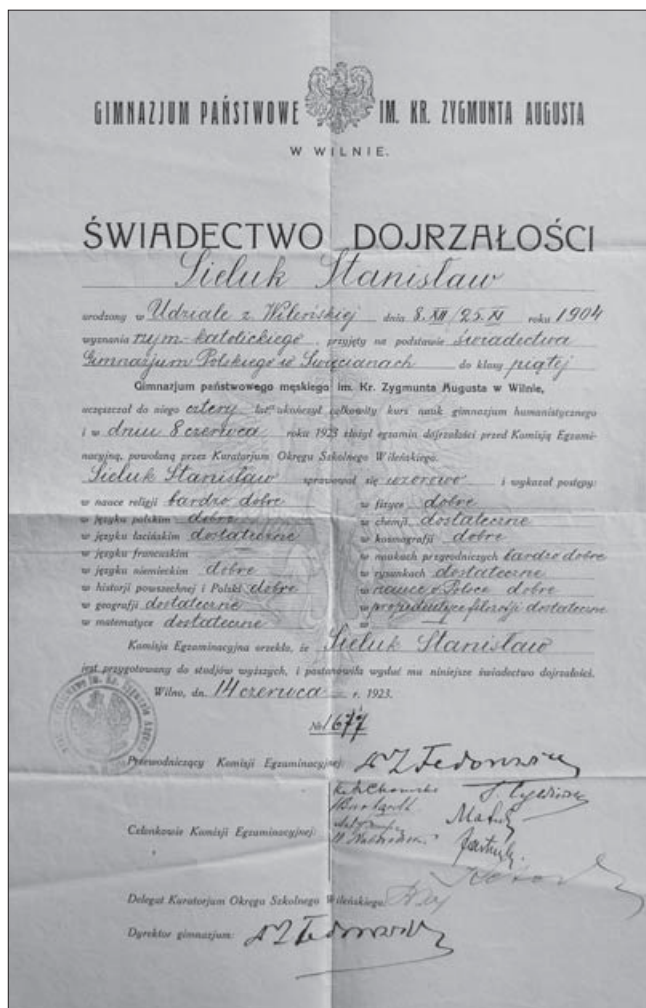 GIMNAZJUM PAŃSTWOWE IM. KR. ZYGMUNTA AUGUSTA
W WILNIE.
ŚWIADECTWO DOJRZAŁOŚCI
Sieluk Stanisław
urodzony w Udziale z. Wileńskiej dnia 8.XII/25.XI roku 1904
wyznania rzym-katolickiego, przyjęty na podstawie świadectwa
Gimnazjum Polskiego w Święcianach do klasy piątej
Gimnazjum państwowego męskiego im. Kr. Zygmunta Augusta w Wilnie,
uczęszczał do niego cztery lat, ukończył całkowity kurs nauk gimnazjum humanistycznego
i w dniu 8 czerwca roku 1923 złożył egzamin dojrzałości przed Komisją Egzami-
nacyjną, powołaną przez Kuratorjum Okręgu Szkolnego Wileńskiego.
Sieluk Stanisław sprawował się wzorowo i wykazał postępy:
w nauce religji bardzo dobre w fizyce dobre
w języku polskim dobre w chemji dostateczne
w języku łacińskim dostateczne w kosmografji dobre
w języku francuskim w naukach przyrodniczych bardzo dobre
w języku niemieckim dobre w rysunkach dostateczne
w historji powszechnej i Polski dobre w nauce o Polsce dobre
w geografji dostateczne w propedeutyce filozofji dostateczne
w matematyce dostateczne w
Komisja Egzaminacyjna orzekła, że Sieluk Stanisław
jest przygotowany do studjów wyższych, i postanowiła wydać mu niniejsze świadectwo dojrzałości.
Wilno, dn. 14 czerwca r. 1923.
№ 677
Przewodniczący Komisji Egzaminacyjnej:
Członkowie Komisji Egzaminacyjnej:
Delegat Kuratorjum Okręgu Szkolnego Wileńskiego:
Dyrektor gimnazjum: